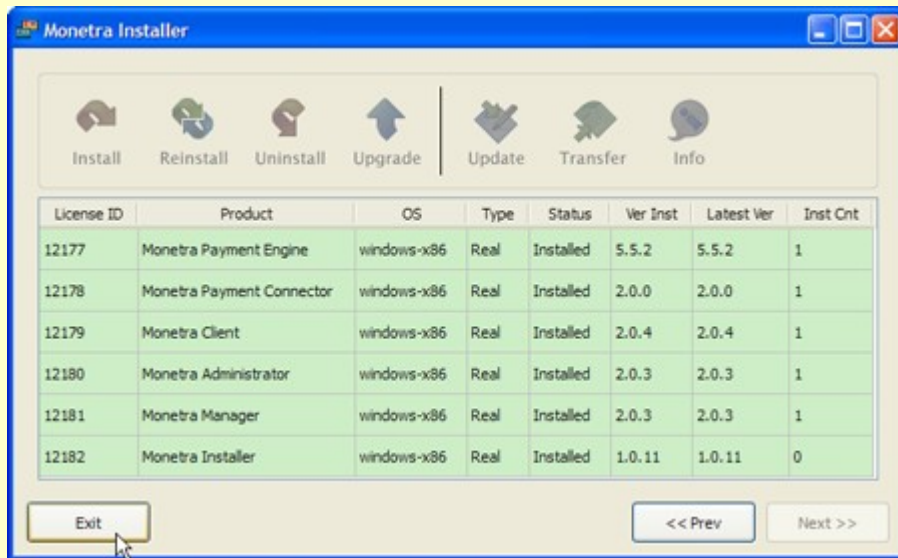 Monetra Installer
Install Reinstall Uninstall Upgrade Update Transfer Info
License ID Product OS Type Status Ver Inst Latest Ver Inst Cnt
12177 Monetra Payment Engine windows-x86 Real Installed 5.5.2 5.5.2 1
12178 Monetra Payment Connector windows-x86 Real Installed 2.0.0 2.0.0 1
12179 Monetra Client windows-x86 Real Installed 2.0.4 2.0.4 1
12180 Monetra Administrator windows-x86 Real Installed 2.0.3 2.0.3 1
12181 Monetra Manager windows-x86 Real Installed 2.0.3 2.0.3 1
12182 Monetra Installer windows-x86 Real Installed 1.0.11 1.0.11 0
Exit << Prev Next >>